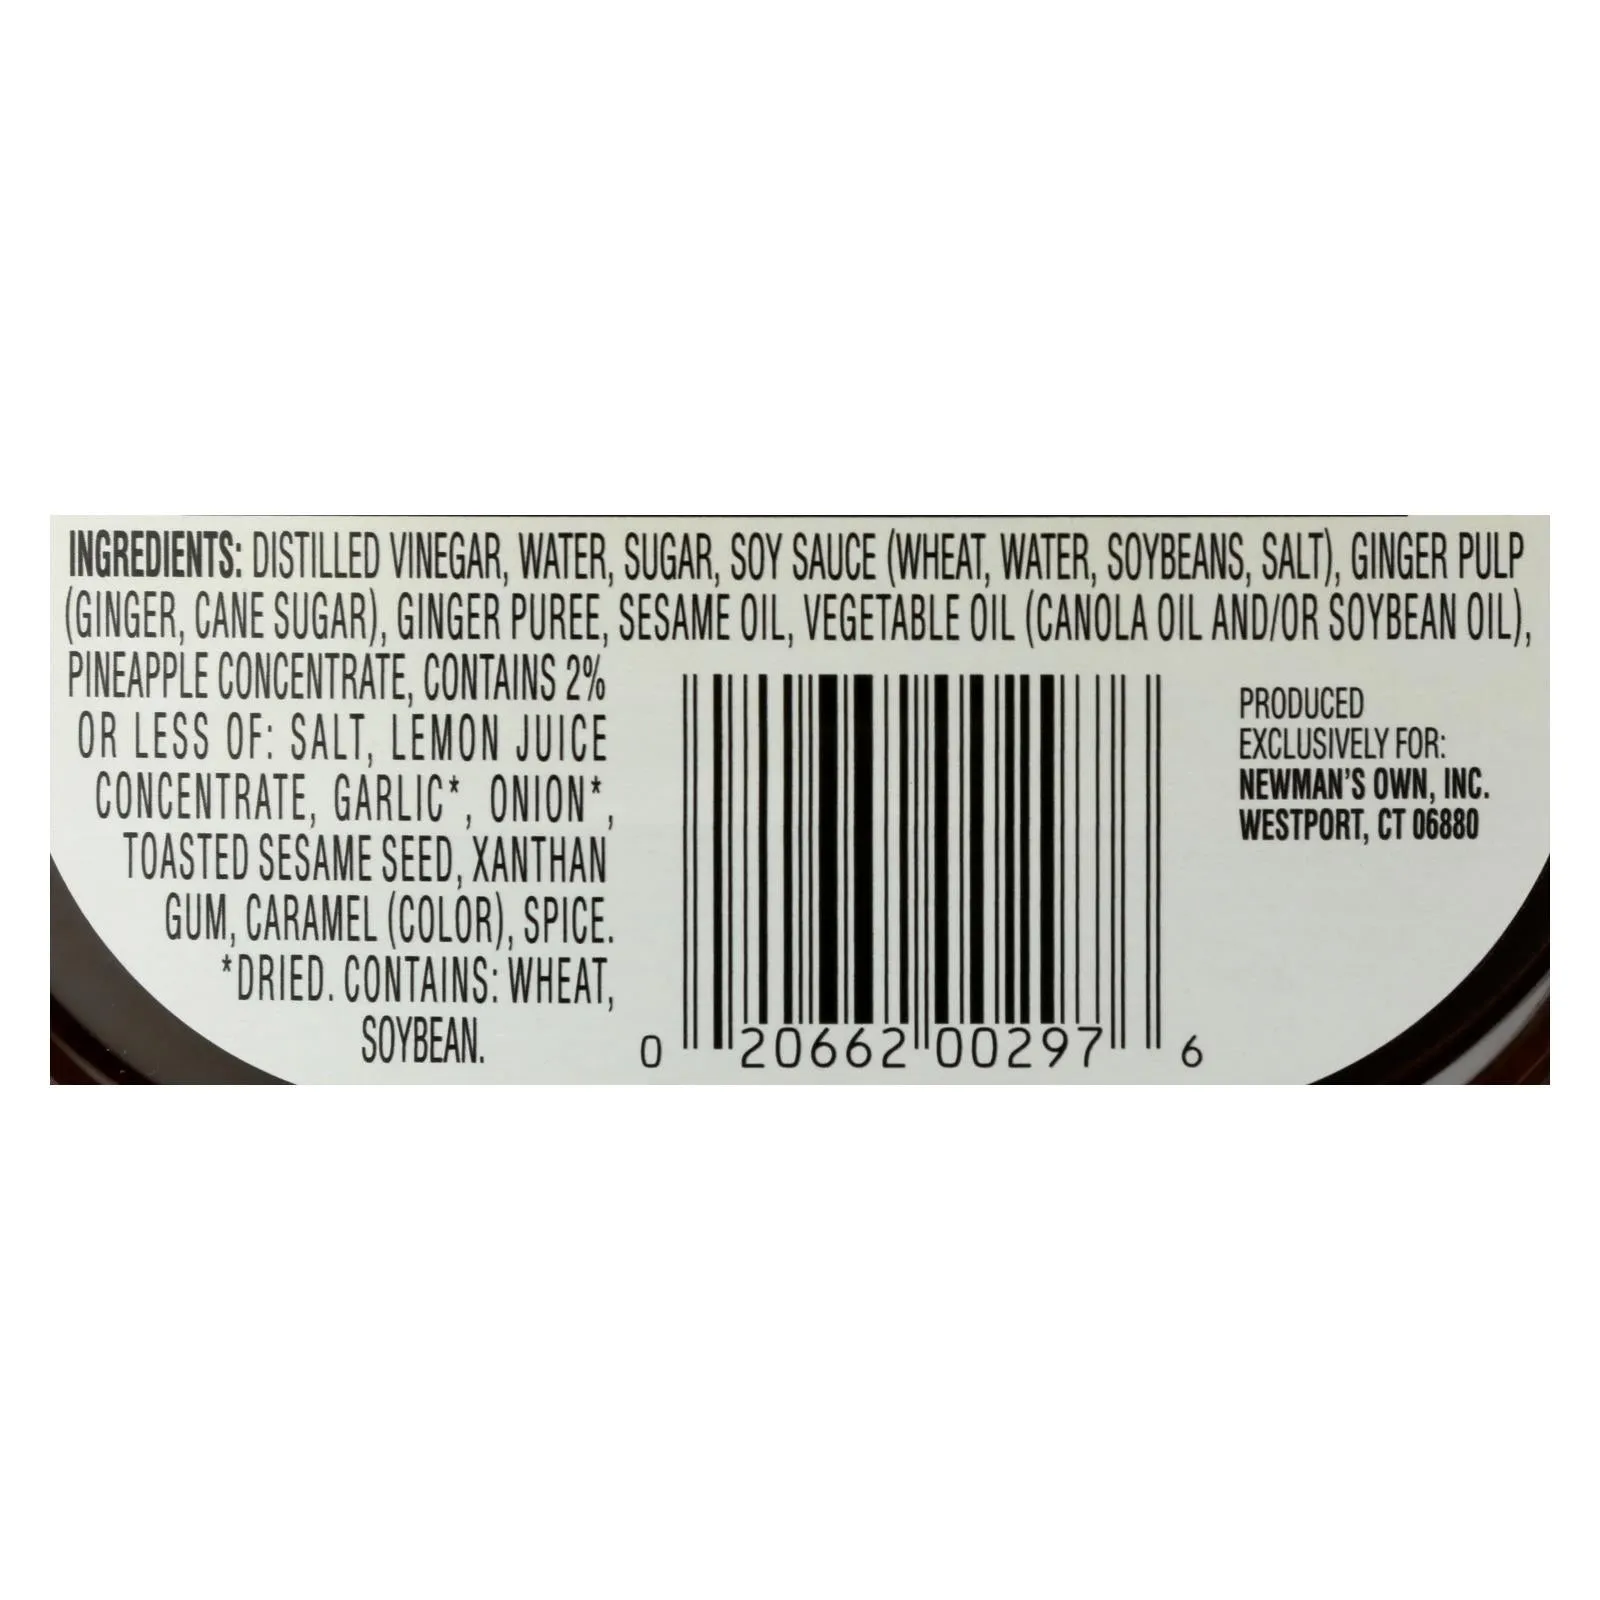 INGREDIENTS: DISTILLED VINEGAR, WATER, SUGAR, SOY SAUCE (WHEAT, WATER, SOYBEANS, SALT), GINGER PULP
(GINGER, CANE SUGAR), GINGER PUREE, SESAME OIL, VEGETABLE OIL (CANOLA OIL AND/OR SOYBEAN OIL),
PINEAPPLE CONCENTRATE, CONTAINS 2%
OR LESS OF: SALT, LEMON JUICE
CONCENTRATE, GARLIC*, ONION*,
TOASTED SESAME SEED, XANTHAN
GUM, CARAMEL (COLOR), SPICE.
*DRIED. CONTAINS: WHEAT,
SOYBEAN.
0 20662 00297 6
PRODUCED
EXCLUSIVELY FOR:
NEWMAN'S OWN, INC.
WESTPORT, CT 06880